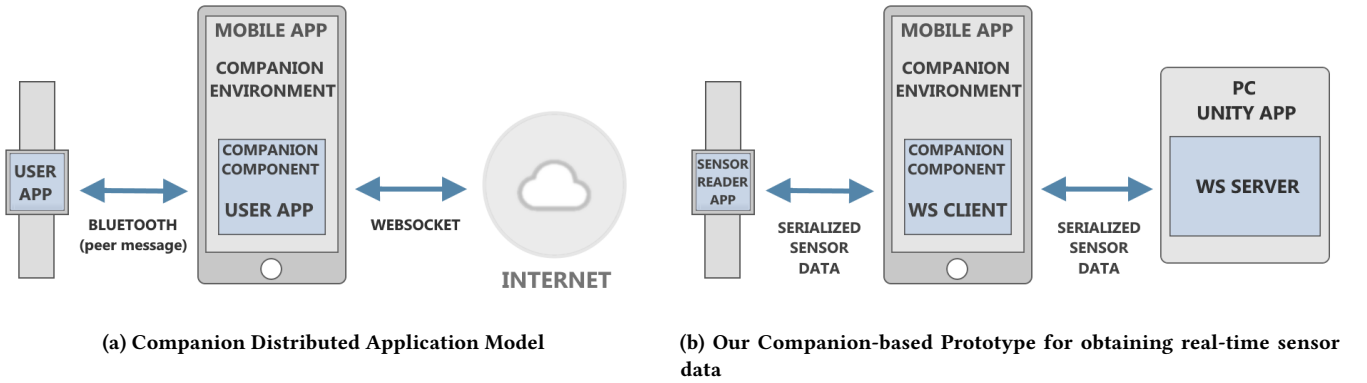 MOBILE APP
COMPANION
ENVIRONMENT
USER
APP
COMPANION
COMPONENT
USER APP
BLUETOOTH
(peer message)
WEBSOCKET
INTERNET
(a) Companion Distributed Application Model
MOBILE APP
COMPANION
ENVIRONMENT
SENSOR
READER
APP
COMPANION
COMPONENT
WS CLIENT
SERIALIZED
SENSOR
DATA
SERIALIZED
SENSOR
DATA
PC
UNITY APP
WS SERVER
(b) Our Companion-based Prototype for obtaining real-time sensor
data